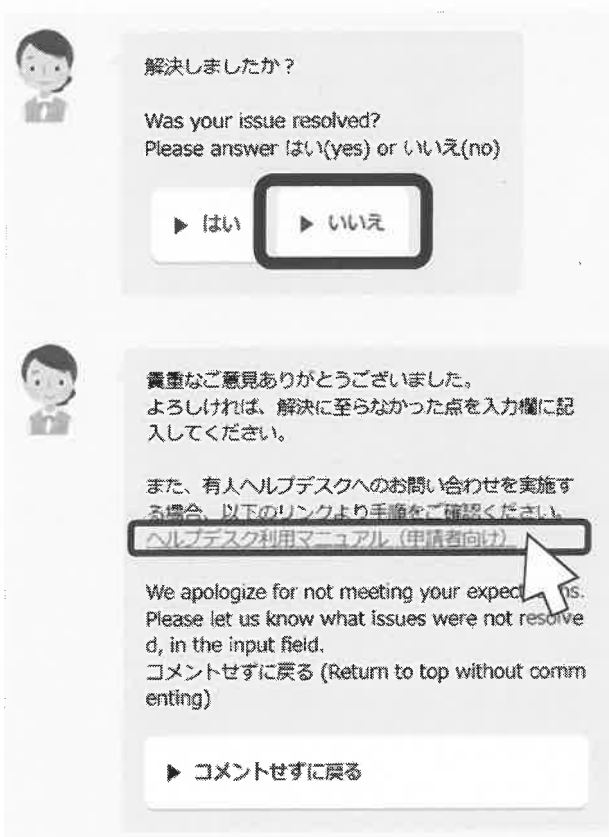 解決しましたか？
Was your issue resolved?
Please answer はい(yes) or いいえ(no)
▶ はい
▶ いいえ
貴重なご意見ありがとうございました。
よろしければ、解決に至らなかった点を入力欄に記
入してください。
また、有人ヘルプデスクへのお問い合わせを実施す
る場合、以下のリンクより手順をご確認ください。
ヘルプデスク利用マニュアル（申請者向け）
We apologize for not meeting your expec ns.
Please let us know what issues were not resolve
d, in the input field.
コメントせずに戻る (Return to top without comm
enting)
▶ コメントせずに戻る